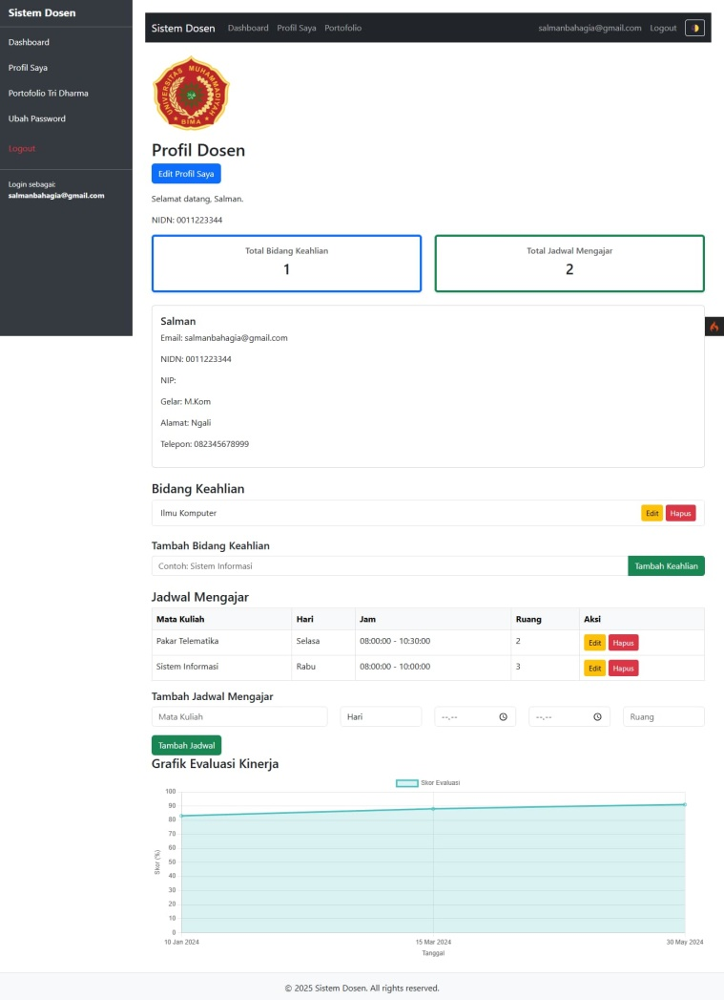 Sistem Dosen
Dashboard
Profil Saya
Portofolio Tri Dharma
Ubah Password
Logout
Login sebagai:
salmanbahagia@gmail.com
Sistem Dosen Dashboard Profil Saya Portofolio salmanbahagia@gmail.com Logout
UNIVERSITAS MUHAMMADIYAH
BIMA
Profil Dosen
Edit Profil Saya
Selamat datang, Salman.
NIDN: 0011223344
Total Bidang Keahlian
1
Total Jadwal Mengajar
2
Salman
Email: salmanbahagia@gmail.com
NIDN: 0011223344
NIP:
Gelar: M.Kom
Alamat: Ngali
Telepon: 082345678999
Bidang Keahlian
Ilmu Komputer Edit Hapus
Tambah Bidang Keahlian
Contoh: Sistem Informasi Tambah Keahlian
Jadwal Mengajar
Mata Kuliah Hari Jam Ruang Aksi
Pakar Telematika Selasa 08:00:00 - 10:30:00 2 Edit Hapus
Sistem Informasi Rabu 08:00:00 - 10:00:00 3 Edit Hapus
Tambah Jadwal Mengajar
Mata Kuliah Hari --.-- --.-- Ruang
Tambah Jadwal
Grafik Evaluasi Kinerja
Skor Evaluasi
Skor (%)
100
90
80
70
60
50
40
30
20
10
0
10 Jan 2024 15 Mar 2024 30 May 2024
Tanggal
© 2025 Sistem Dosen. All rights reserved.